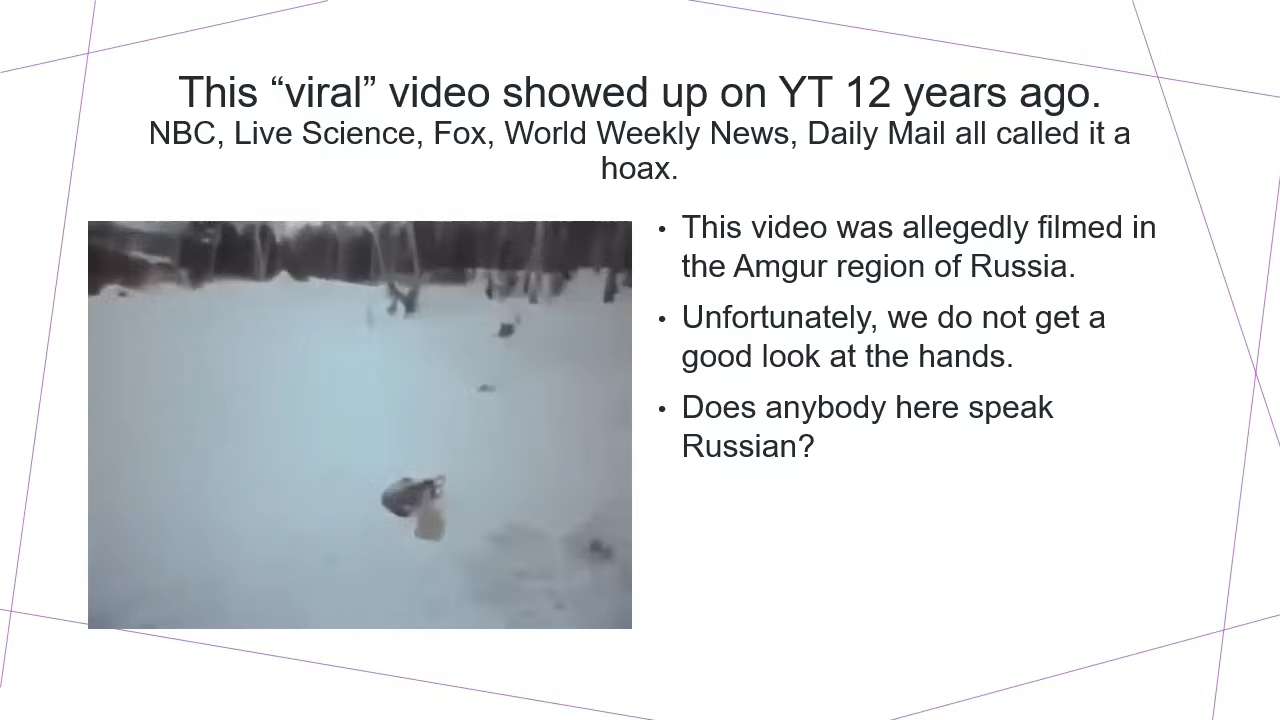 This “viral” video showed up on YT 12 years ago.
NBC, Live Science, Fox, World Weekly News, Daily Mail all called it a
hoax.
• This video was allegedly filmed in
the Amgur region of Russia.
• Unfortunately, we do not get a
good look at the hands.
• Does anybody here speak
Russian?